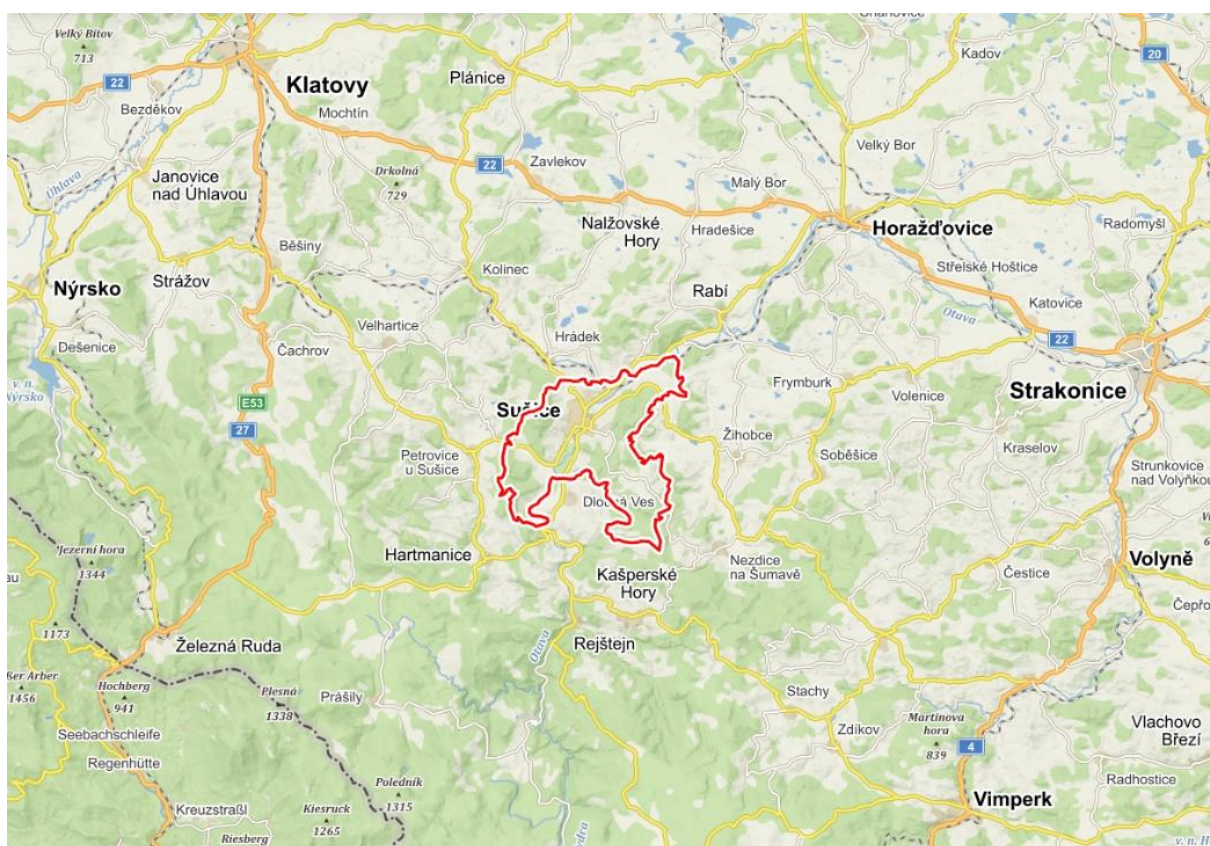 Velký Bítov
713
22
Klatovy
Bezděkov
Mochtín
Plánice
Kadov
20
22
Zavlekov
Velký Bor
Úhlava
Janovice
nad Úhlavou
Drkolná
729
Malý Bor
Nalžovské
Hory
Hradešice
Horažďovice
Radomyšl
Běšiny
Strážov
Kolinec
Střelské Hoštice
Nýrsko
Rabí
Katovice
Otava
Velhartice
Hrádek
22
Dešenice
Čachrov
v. n.
Nýrsko
Frymburk
Volenice
Strakonice
E53
Sušice
27
Žihobce
Kraselov
Petrovice
u Sušice
Soběšice
Strunkovice
nad Volyňkou
Dlouhá Ves
Jezerní hora
1344
Hartmanice
Nezdice
na Šumavě
Volyně
Kašperské
Hory
Čestice
1173
Železná Ruda
Otava
Rejštejn
1456
Hochberg
941
Plesná
1338
Prášily
Stachy
Seebachschleife
Zdíkov
Martinova
hora
839
Vlachovo
Březí
4
Regenhütte
Poledník
1315
Radhostice
Kreuzstraßl
Kiesruck
1265
Vimperk
Riesberg